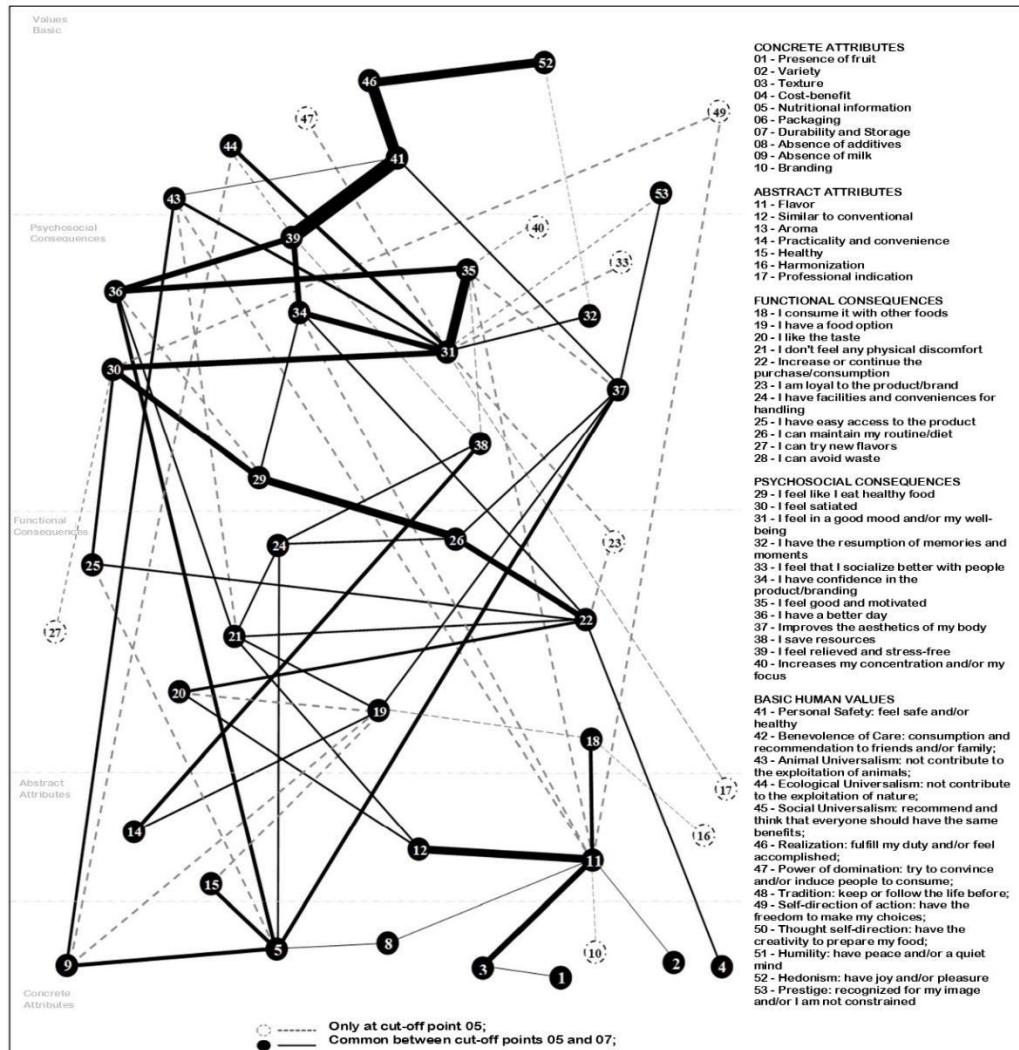 Values
Basic
52
46
49
47
44
41
43
53
Psychosocial
Consequences
40
39
35
33
36
34
32
31
30
37
38
29
Functional
Consequences
26
23
24
25
22
27
21
20
19
18
Abstract
Attributes
17
16
14
12
11
15
5
8
9
3
10
2
4
1
Concrete
Attributes
Only at cut-off point 05;
Common between cut-off points 05 and 07;
CONCRETE ATTRIBUTES
01 - Presence of fruit
02 - Variety
03 - Texture
04 - Cost-benefit
05 - Nutritional information
06 - Packaging
07 - Durability and Storage
08 - Absence of additives
09 - Absence of milk
10 - Branding
ABSTRACT ATTRIBUTES
11 - Flavor
12 - Similar to conventional
13 - Aroma
14 - Practicality and convenience
15 - Healthy
16 - Harmonization
17 - Professional indication
FUNCTIONAL CONSEQUENCES
18 - I consume it with other foods
19 - I have a food option
20 - I like the taste
21 - I don't feel any physical discomfort
22 - Increase or continue the
purchase/consumption
23 - I am loyal to the product/brand
24 - I have facilities and conveniences for
handling
25 - I have easy access to the product
26 - I can maintain my routine/diet
27 - I can try new flavors
28 - I can avoid waste
PSYCHOSOCIAL CONSEQUENCES
29 - I feel like I eat healthy food
30 - I feel satiated
31 - I feel in a good mood and/or my well-
being
32 - I have the resumption of memories and
moments
33 - I feel that I socialize better with people
34 - I have confidence in the
product/branding
35 - I feel good and motivated
36 - I have a better day
37 - Improves the aesthetics of my body
38 - I save resources
39 - I feel relieved and stress-free
40 - Increases my concentration and/or my
focus
BASIC HUMAN VALUES
41 - Personal Safety: feel safe and/or
healthy
42 - Benevolence of Care: consumption and
recommendation to friends and/or family;
43 - Animal Universalism: not contribute to
the exploitation of animals;
44 - Ecological Universalism: not contribute
to the exploitation of nature;
45 - Social Universalism: recommend and
think that everyone should have the same
benefits;
46 - Realization: fulfill my duty and/or feel
accomplished;
47 - Power of domination: try to convince
and/or induce people to consume;
48 - Tradition: keep or follow the life before;
49 - Self-direction of action: have the
freedom to make my choices;
50 - Thought self-direction: have the
creativity to prepare my food;
51 - Humility: have peace and/or a quiet
mind
52 - Hedonism: have joy and/or pleasure
53 - Prestige: recognized for my image
and/or I am not constrained